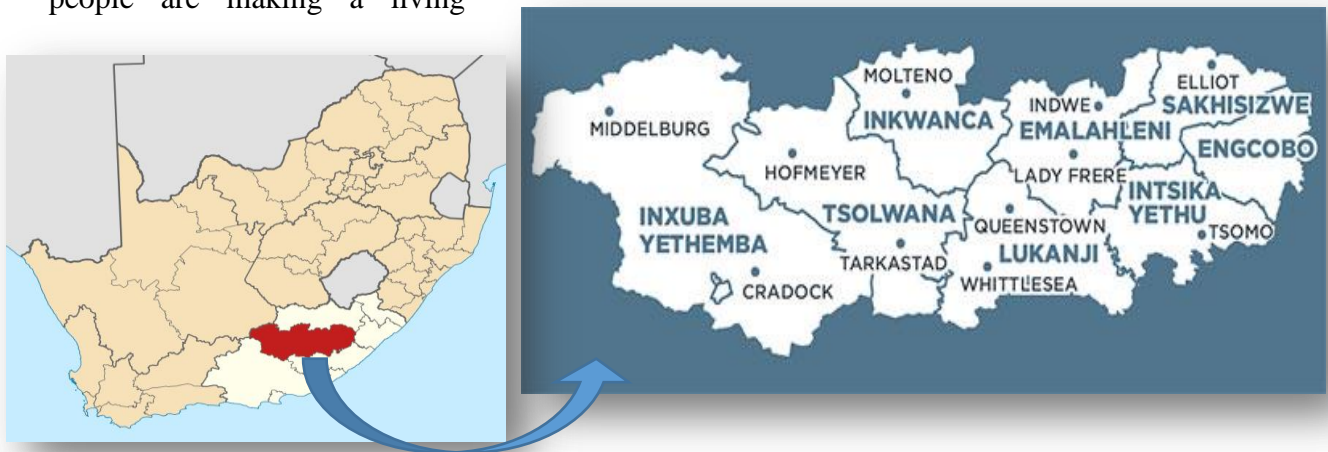 people are making a living
MOLTENO
ELLIOT
INDWE
SAKHISIZWE
MIDDELBURG
INKWANCA
EMALAHLENI
ENGCOBO
HOFMEYER
LADY FRERE
INTSIKA
YETHU
INXUBA
YETHEMBA
TSOLWANA
QUEENSTOWN
TSOMO
LUKANJI
TARKASTAD
WHITTLESEA
CRADOCK